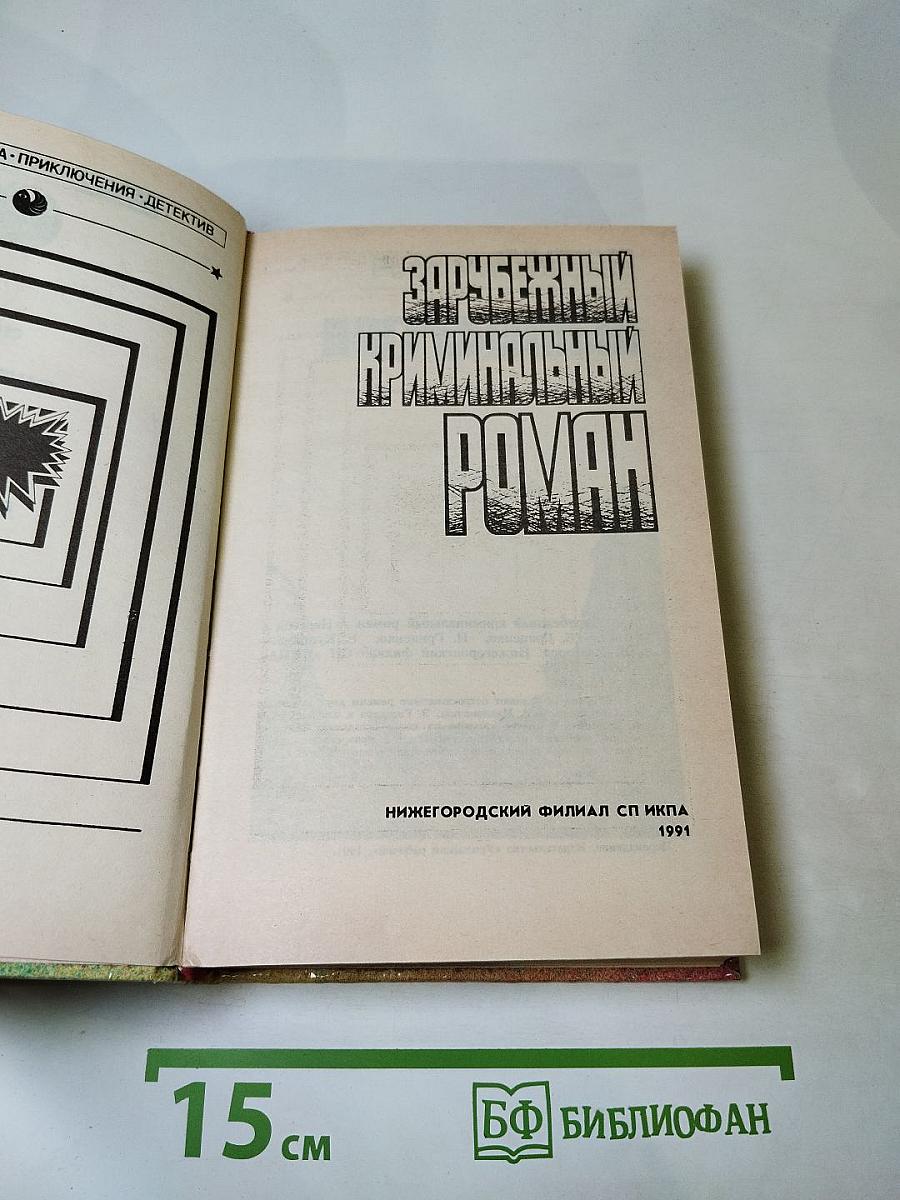 ПРИКЛЮЧЕНИЯ · ДЕТЕКТИВ
ЗАРУБЕЖНЫЙ
КРИМИНАЛЬНЫЙ
РОМАН
НИЖЕГОРОДСКИЙ ФИЛИАЛ СП ИКПА
1991
15 см
БФ БИБЛИОФАН